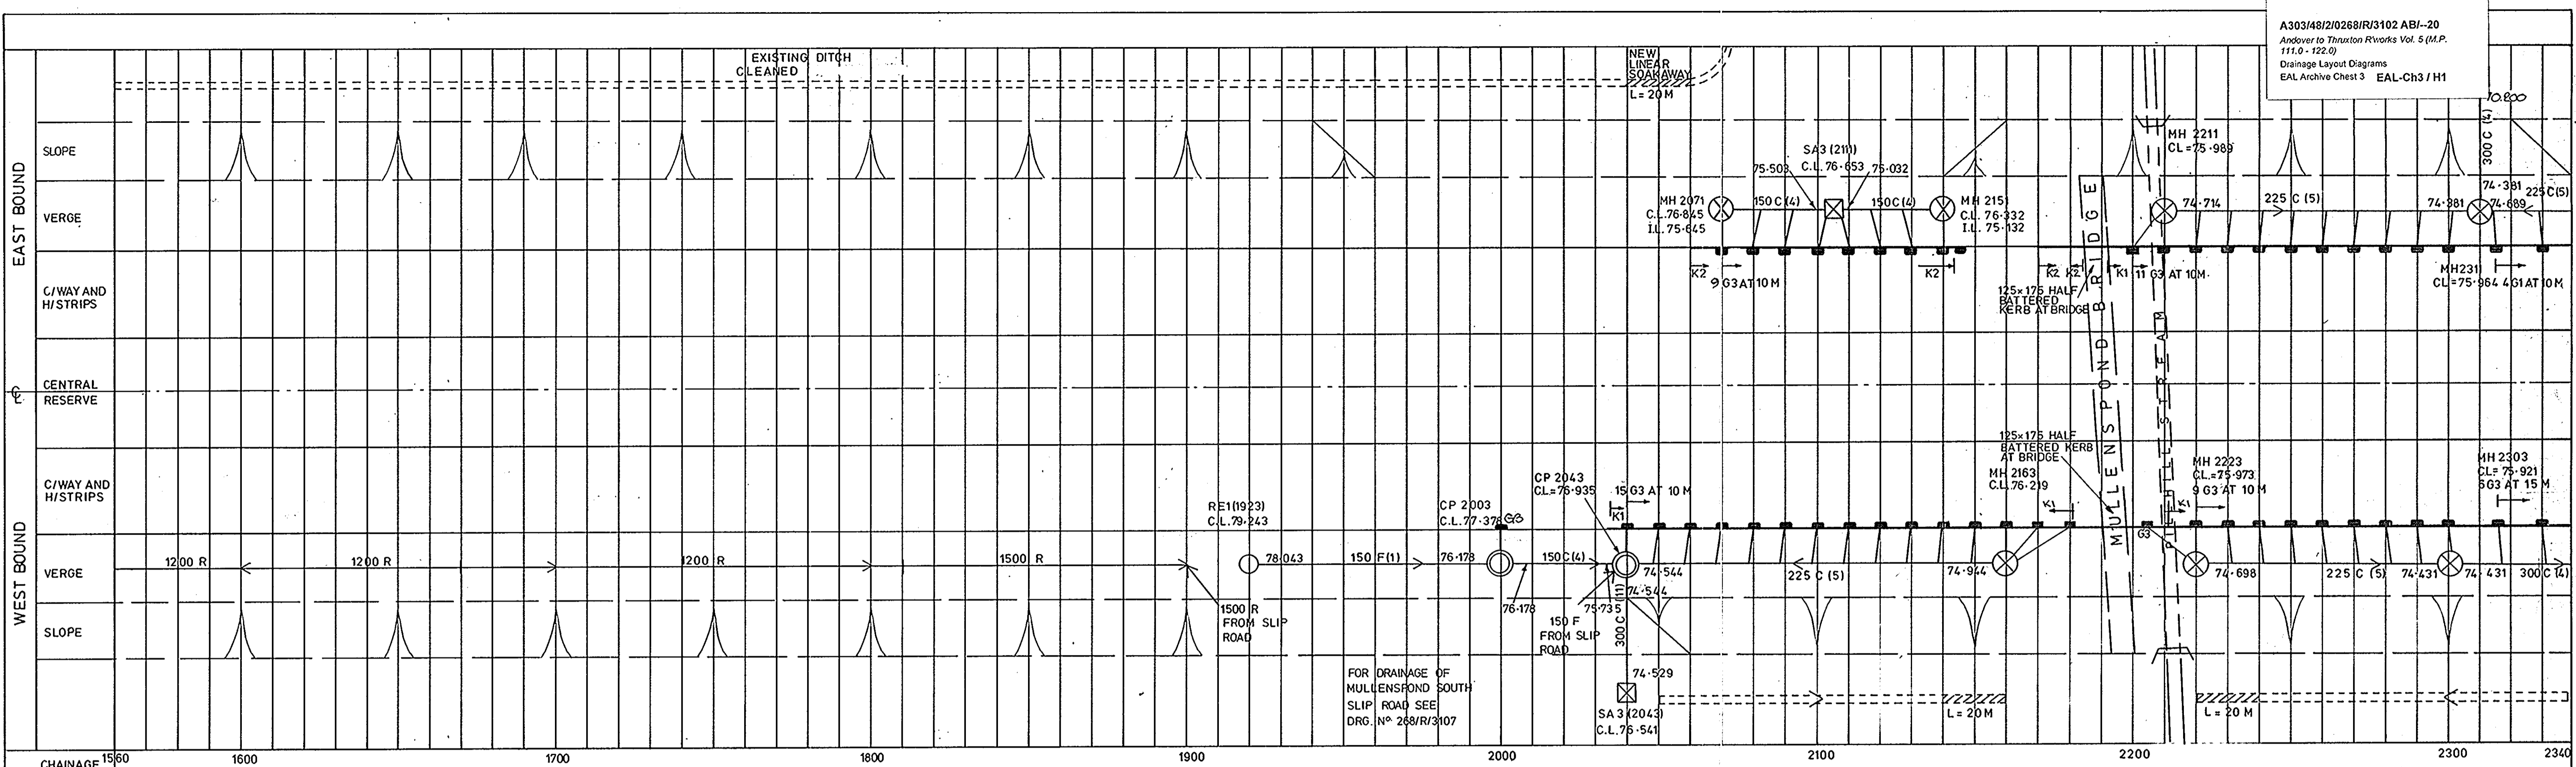 A303/48/2/0268/R/3102 AB/--20
Andover to Thruxton R'works Vol. 5 (M.P.
111.0 - 122.0)
Drainage Layout Diagrams
EAL Archive Chest 3 EAL-Ch3 / H1
EXISTING DITCH
CLEANED
NEW
LINEAR
SOAKAWAY
L= 20 M
10.800
EAST BOUND
SLOPE
VERGE
C/WAY AND
H/STRIPS
MH 2071
C.L.76·845
I.L. 75·645
150 C (4)
75·503
SA3 (2111)
C.L. 76·653
75·032
150C(4)
MH 2151
C.L. 76·332
I.L. 75·132
K2
9 G3 AT 10 M
K2
K2
K2
K1
11 G3 AT 10M·
125×175 HALF
BATTERED
KERB AT BRIDGE
MH 2211
CL=75·989
74·714
225 C (5)
74·381
300 C (4)
74·381
74·689
225 C(5)
MH2311
CL=75·964
4 G1 AT 10 M
MULLENSPOND BRIDGE
PILLHILL STREAM
℄
CENTRAL
RESERVE
WEST BOUND
C/WAY AND
H/STRIPS
VERGE
SLOPE
1200 R
1200 R
1200 R
1500 R
1500 R
FROM SLIP
ROAD
RE1(1923)
C.L.79·243
78·043
150 F(1)
76·178
CP 2003
C.L.77·378
G3
150C(4)
76·178
75·735
150 F
FROM SLIP
ROAD
CP 2043
C.L=76·935
K1
15 G3 AT 10 M
74·544
74·544
300 C (11)
74·529
SA 3 (2043)
C.L.76·541
225 C (5)
74·944
MH 2163
C.L.76·219
125×175 HALF
BATTERED KERB
AT BRIDGE
K1
G3
K1
MH 2223
CL=75·973
9 G3 AT 10 M
74·698
225 C (5)
74·431
74·431
300 C (4)
MH 2303
CL= 75·921
6G3 AT 15 M
FOR DRAINAGE OF
MULLENSPOND SOUTH
SLIP ROAD SEE
DRG. Nº 268/R/3107
L= 20M
L= 20 M
CHAINAGE
1560
1600
1700
1800
1900
2000
2100
2200
2300
2340